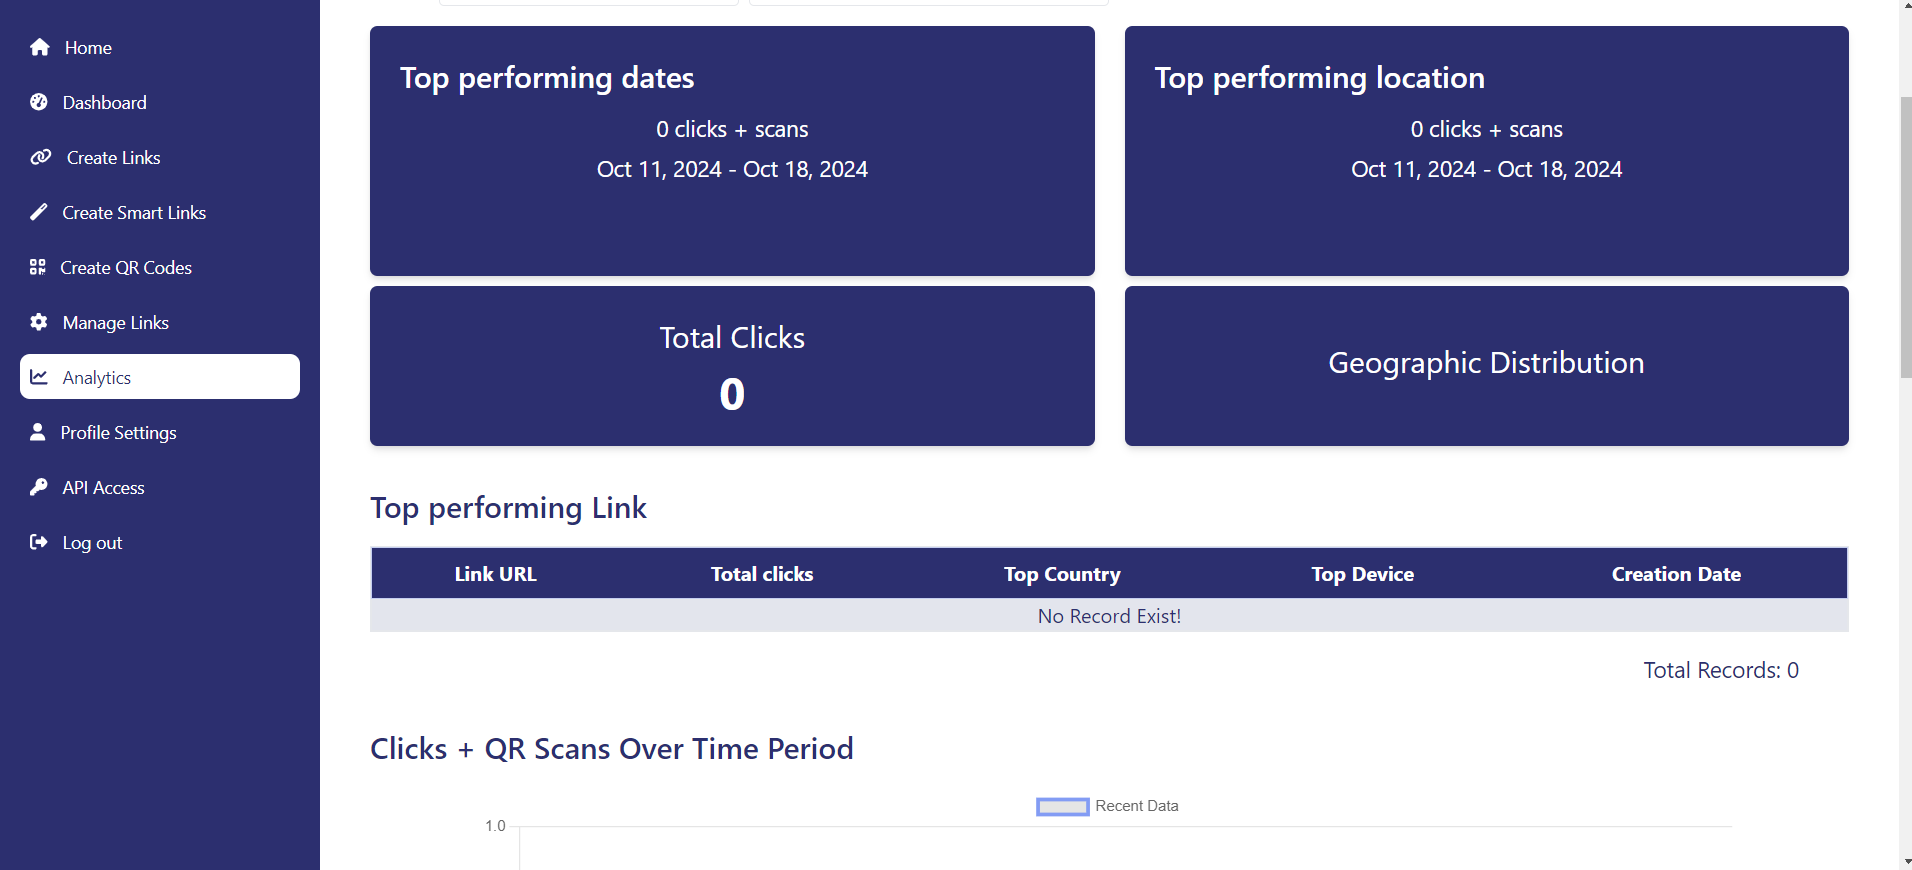 Home
Dashboard
Create Links
Create Smart Links
Create QR Codes
Manage Links
Analytics
Profile Settings
API Access
Log out
Top performing dates
0 clicks + scans
Oct 11, 2024 - Oct 18, 2024
Top performing location
0 clicks + scans
Oct 11, 2024 - Oct 18, 2024
Total Clicks
0
Geographic Distribution
Top performing Link
Link URL Total clicks Top Country Top Device Creation Date
No Record Exist!
Total Records: 0
Clicks + QR Scans Over Time Period
Recent Data
1.0